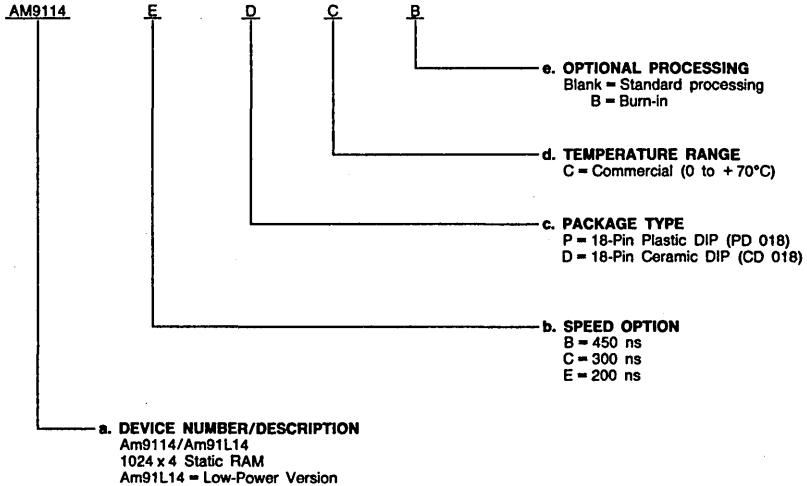 AM9114 E D C B
e. OPTIONAL PROCESSING
Blank = Standard processing
B = Burn-in
d. TEMPERATURE RANGE
C = Commercial (0 to +70°C)
c. PACKAGE TYPE
P = 18-Pin Plastic DIP (PD 018)
D = 18-Pin Ceramic DIP (CD 018)
b. SPEED OPTION
B = 450 ns
C = 300 ns
E = 200 ns
a. DEVICE NUMBER/DESCRIPTION
Am9114/Am91L14
1024 x 4 Static RAM
Am91L14 = Low-Power Version